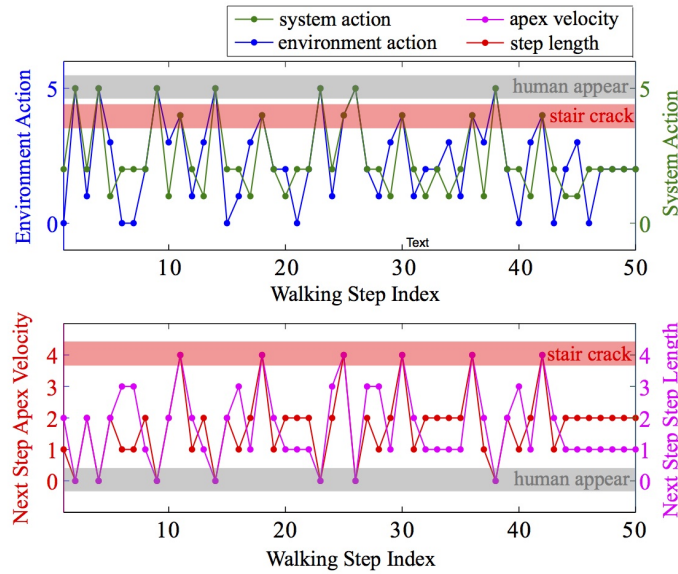 system action
apex velocity
environment action
step length
Environment Action
5
0
human appear
stair crack
5
0
System Action
Text
10
20
30
40
50
Walking Step Index
Next Step Apex Velocity
4
3
2
1
0
stair crack
human appear
4
3
2
1
0
Next Step Step Length
10
20
30
40
50
Walking Step Index